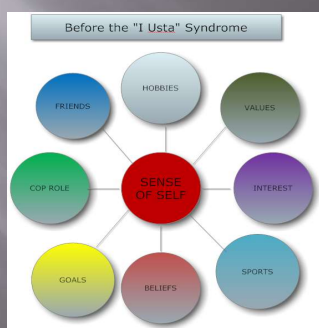 Before the "I Usta" Syndrome
HOBBIES
FRIENDS
VALUES
COP ROLE
SENSE
OF SELF
INTEREST
GOALS
SPORTS
BELIEFS